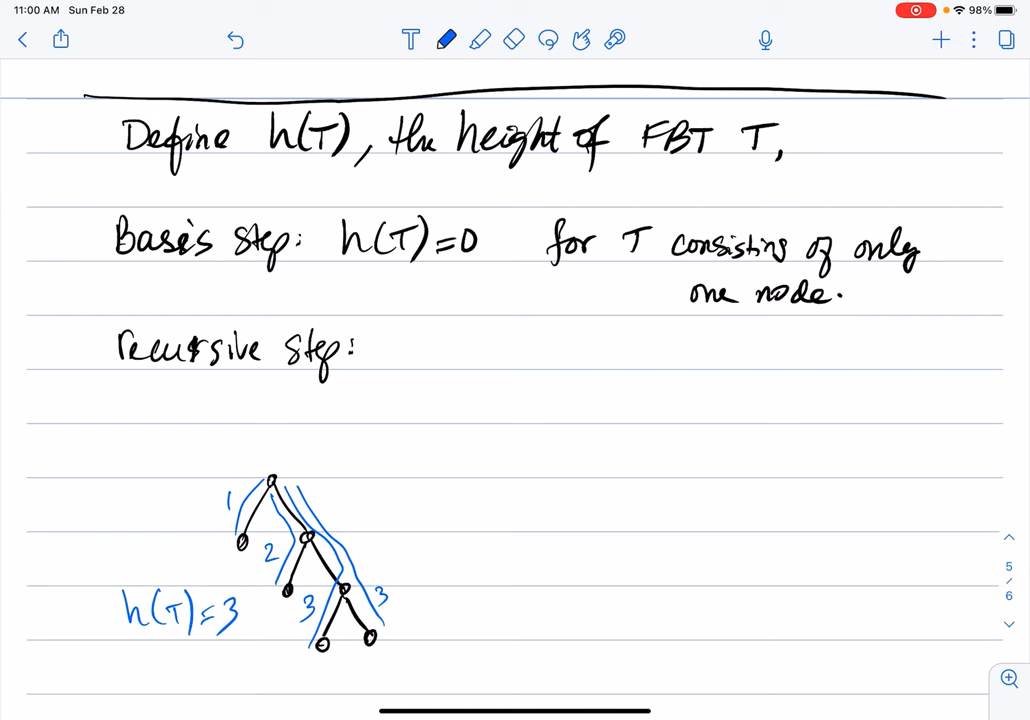 11:00 AM Sun Feb 28
98%
T
Define h(T), the height of FBT T,
Basis step: h(T)=0 for T consisting of only
one node.
recursive step:
1
2
3
3
h(T)=3
5
/
6